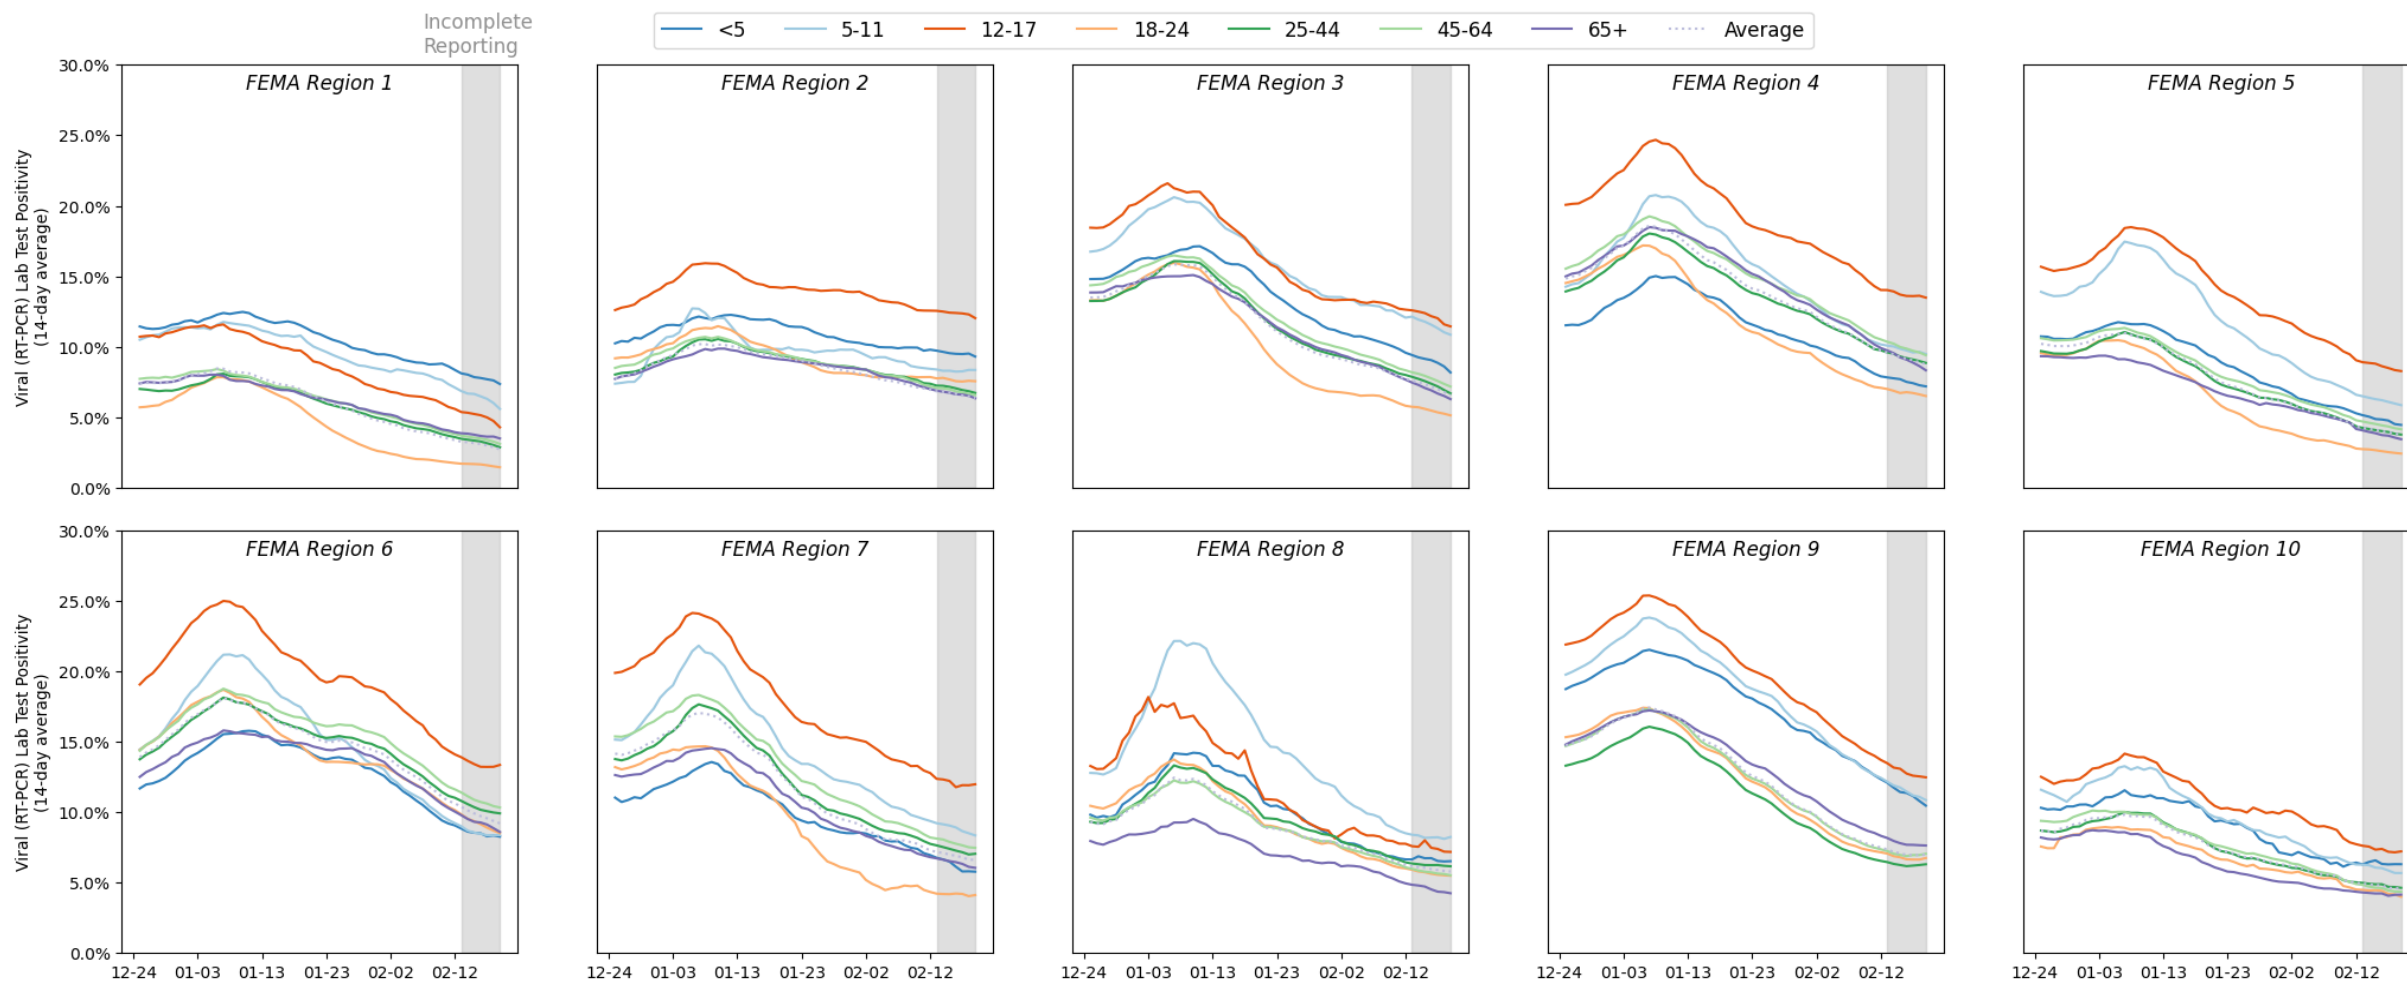 Incomplete
Reporting
<5 5-11 12-17 18-24 25-44 45-64 65+ Average
Viral (RT-PCR) Lab Test Positivity
(14-day average)
FEMA Region 1 FEMA Region 2 FEMA Region 3 FEMA Region 4 FEMA Region 5
30.0%
25.0%
20.0%
15.0%
10.0%
5.0%
0.0%
Viral (RT-PCR) Lab Test Positivity
(14-day average)
FEMA Region 6 FEMA Region 7 FEMA Region 8 FEMA Region 9 FEMA Region 10
30.0%
25.0%
20.0%
15.0%
10.0%
5.0%
0.0%
12-24 01-03 01-13 01-23 02-02 02-12 12-24 01-03 01-13 01-23 02-02 02-12 12-24 01-03 01-13 01-23 02-02 02-12 12-24 01-03 01-13 01-23 02-02 02-12 12-24 01-03 01-13 01-23 02-02 02-12